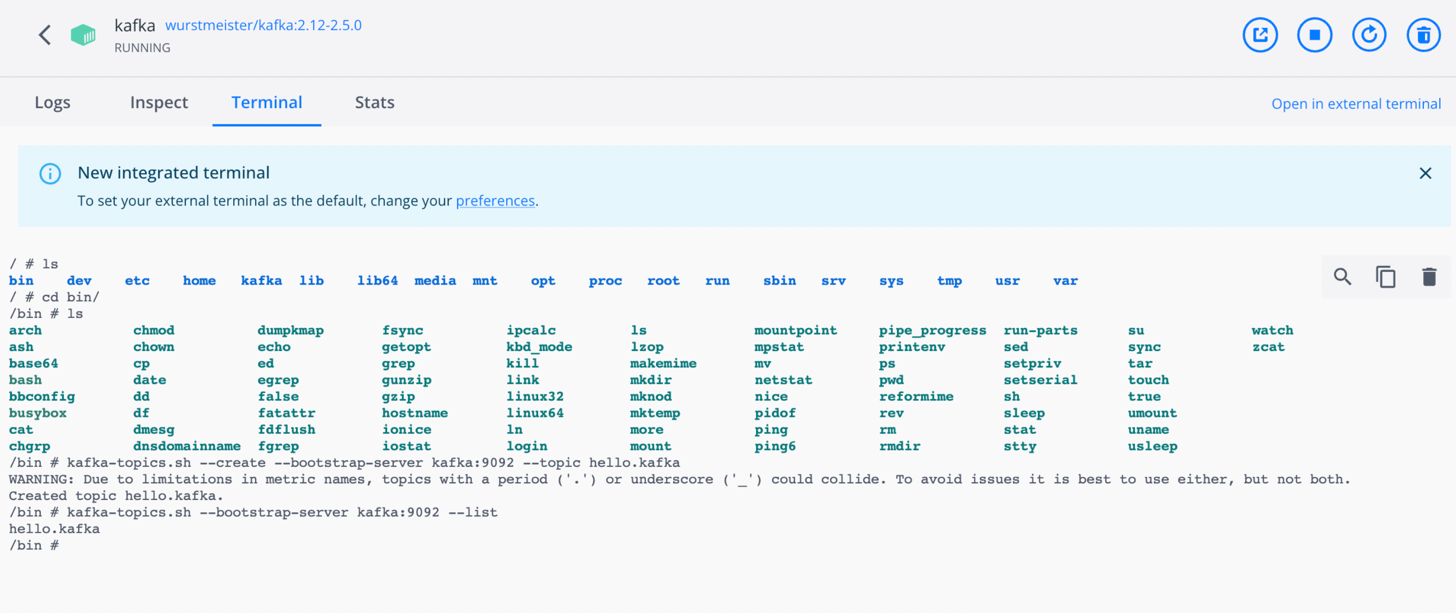 kafka wurstmeister/kafka:2.12-2.5.0
RUNNING
Logs Inspect Terminal Stats Open in external terminal
New integrated terminal
To set your external terminal as the default, change your preferences.
/ # ls
bin dev etc home kafka lib lib64 media mnt opt proc root run sbin srv sys tmp usr var
/ # cd bin/
/bin # ls
arch chmod dumpkmap fsync ipcalc ls mountpoint pipe_progress run-parts su watch
ash chown echo getopt kbd_mode lzop mpstat printenv sed sync zcat
base64 cp ed grep kill makemime mv ps setpriv tar
bash date egrep gunzip link mkdir netstat pwd setserial touch
bbconfig dd false gzip linux32 mknod nice reformime sh true
busybox df fatattr hostname linux64 mktemp pidof rev sleep umount
cat dmesg fdflush ionice ln more ping rm stat uname
chgrp dnsdomainname fgrep iostat login mount ping6 rmdir stty usleep
/bin # kafka-topics.sh --create --bootstrap-server kafka:9092 --topic hello.kafka
WARNING: Due to limitations in metric names, topics with a period ('.') or underscore ('_') could collide. To avoid issues it is best to use either, but not both.
Created topic hello.kafka.
/bin # kafka-topics.sh --bootstrap-server kafka:9092 --list
hello.kafka
/bin #